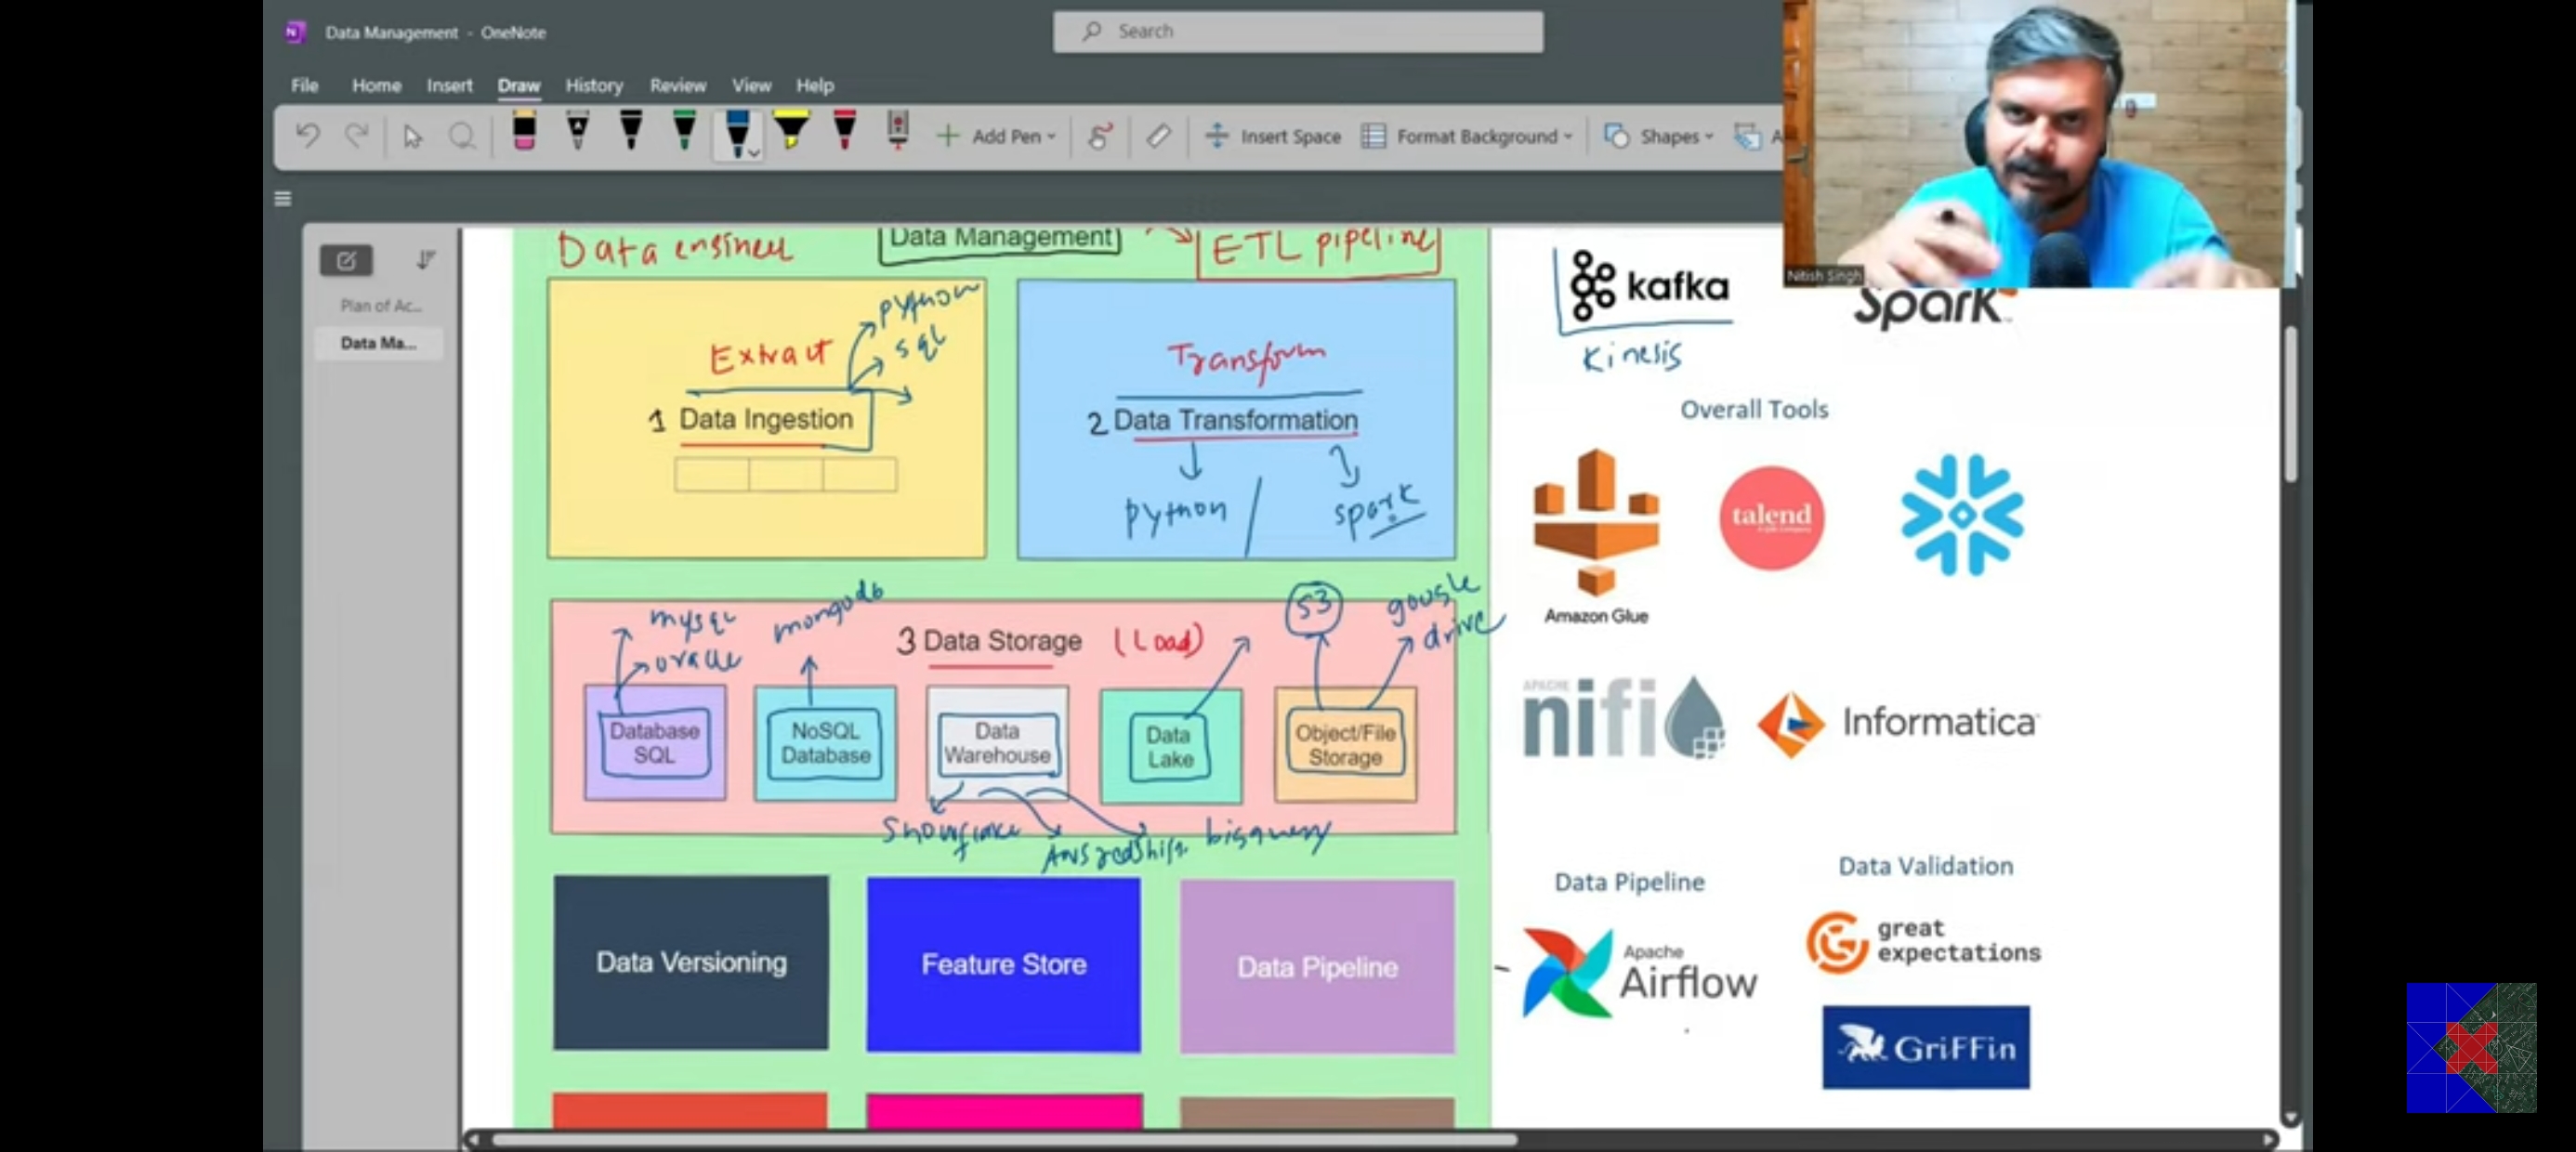 Data Management - OneNote
Search
File Home Insert Draw History Review View Help
Add Pen Insert Space Format Background Shapes A
Plan of Ac...
Data Ma...
Data engineer
Data Management
ETL pipeline
Extract
python
sql
1 Data Ingestion
Transform
2 Data Transformation
python / spark
mysql
oracle
mongodb
3 Data Storage (Load)
S3
google
drive
Database
SQL
NoSQL
Database
Data
Warehouse
Data
Lake
Object/File
Storage
Snowflake
AWS redshift
bigquery
Data Versioning
Feature Store
Data Pipeline
Nitish Singh
kafka
Spark
Kinesis
Overall Tools
Amazon Glue
talend
APACHE
nifi
Informatica
Data Pipeline
Apache
Airflow
Data Validation
great
expectations
GriFFin